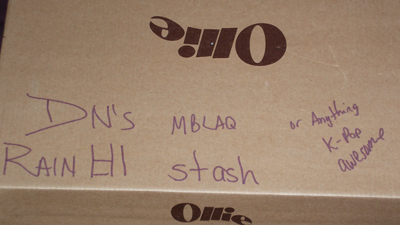 Ollie
DN's MBLAQ
RAIN 비 stash
or Anything
K-Pop
awesome
Ollie